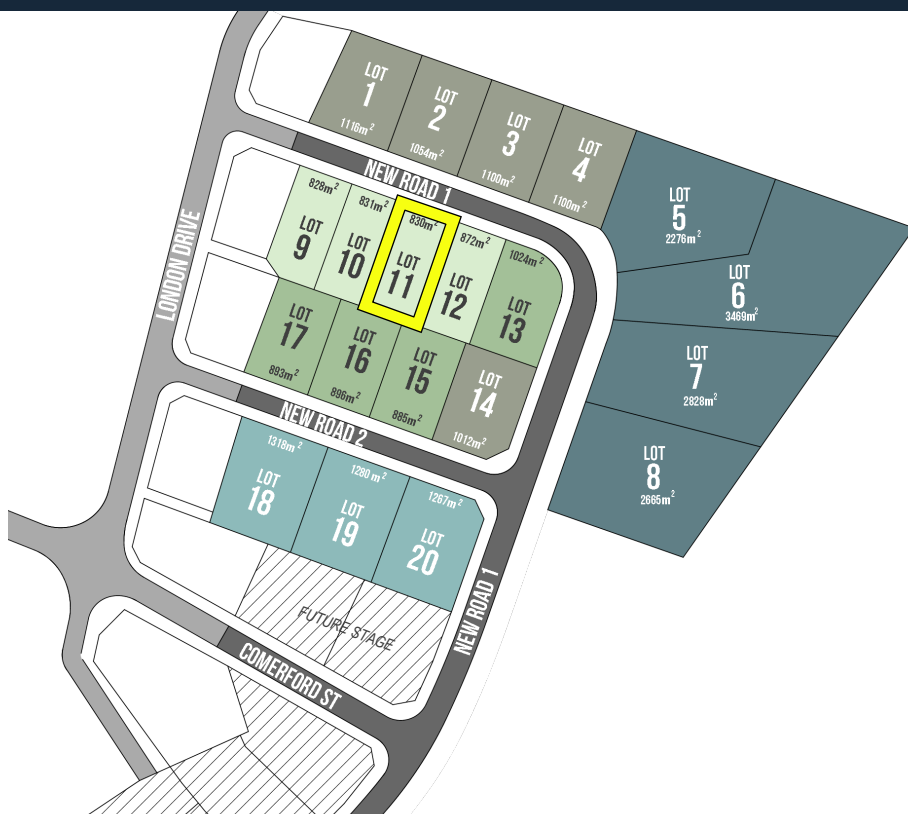 LOT
1
1116m²
LOT
2
1054m²
LOT
3
1100m²
LOT
4
1100m²
LOT
5
2276m²
LOT
6
3469m²
LOT
7
2828m²
LOT
8
2665m²
NEW ROAD 1
LONDON DRIVE
828m²
LOT
9
831m²
LOT
10
830m²
LOT
11
872m²
LOT
12
1024m²
LOT
13
LOT
17
893m²
LOT
16
896m²
LOT
15
885m²
LOT
14
1012m²
NEW ROAD 2
1318m²
LOT
18
1280 m²
LOT
19
1267m²
LOT
20
NEW ROAD 1
FUTURE STAGE
COMERFORD ST